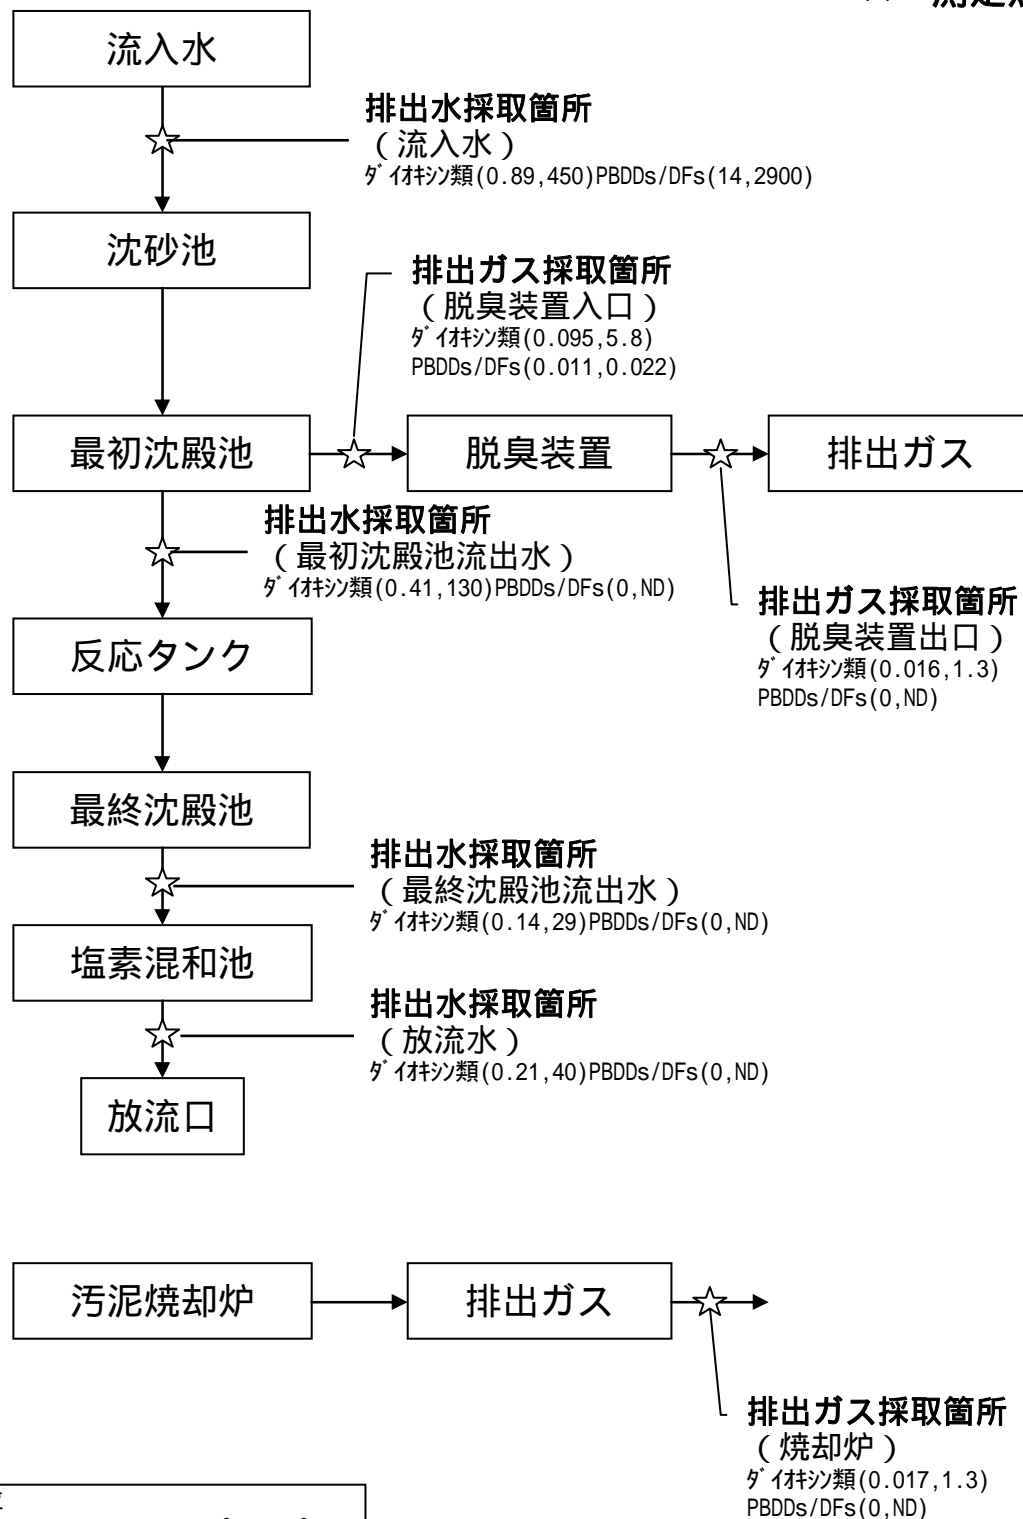 流入水
排出水採取箇所
(流入水)
ﾀﾞｲｵｷｼﾝ類(0.89,450)PBDDs/DFs(14,2900)
沈砂池
排出ガス採取箇所
(脱臭装置入口)
ﾀﾞｲｵｷｼﾝ類(0.095,5.8)
PBDDs/DFs(0.011,0.022)
最初沈殿池
脱臭装置
排出ガス
排出水採取箇所
(最初沈殿池流出水)
ﾀﾞｲｵｷｼﾝ類(0.41,130)PBDDs/DFs(0,ND)
排出ガス採取箇所
(脱臭装置出口)
ﾀﾞｲｵｷｼﾝ類(0.016,1.3)
PBDDs/DFs(0,ND)
反応タンク
最終沈殿池
排出水採取箇所
(最終沈殿池流出水)
ﾀﾞｲｵｷｼﾝ類(0.14,29)PBDDs/DFs(0,ND)
塩素混和池
排出水採取箇所
(放流水)
ﾀﾞｲｵｷｼﾝ類(0.21,40)PBDDs/DFs(0,ND)
放流口
汚泥焼却炉
排出ガス
排出ガス採取箇所
(焼却炉)
ﾀﾞｲｵｷｼﾝ類(0.017,1.3)
PBDDs/DFs(0,ND)